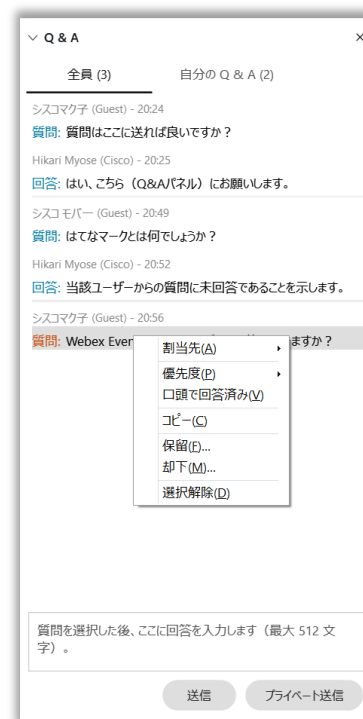 Q & A
全員 (3) 自分の Q & A (2)
シスコマク子 (Guest) - 20:24
質問: 質問はここに送れば良いですか？
Hikari Myose (Cisco) - 20:25
回答: はい、こちら（Q&Aパネル）にお願いします。
シスコ モバー (Guest) - 20:49
質問: はてなマークとは何でしょうか？
Hikari Myose (Cisco) - 20:52
回答: 当該ユーザーからの質問に未回答であることを示します。
シスコマク子 (Guest) - 20:56
質問: Webex Even ますか？
割当先(A)
優先度(P)
口頭で回答済み(V)
コピー(C)
保留(F)...
却下(M)...
選択解除(D)
質問を選択した後、ここに回答を入力します（最大 512 文
字）。
送信 プライベート送信